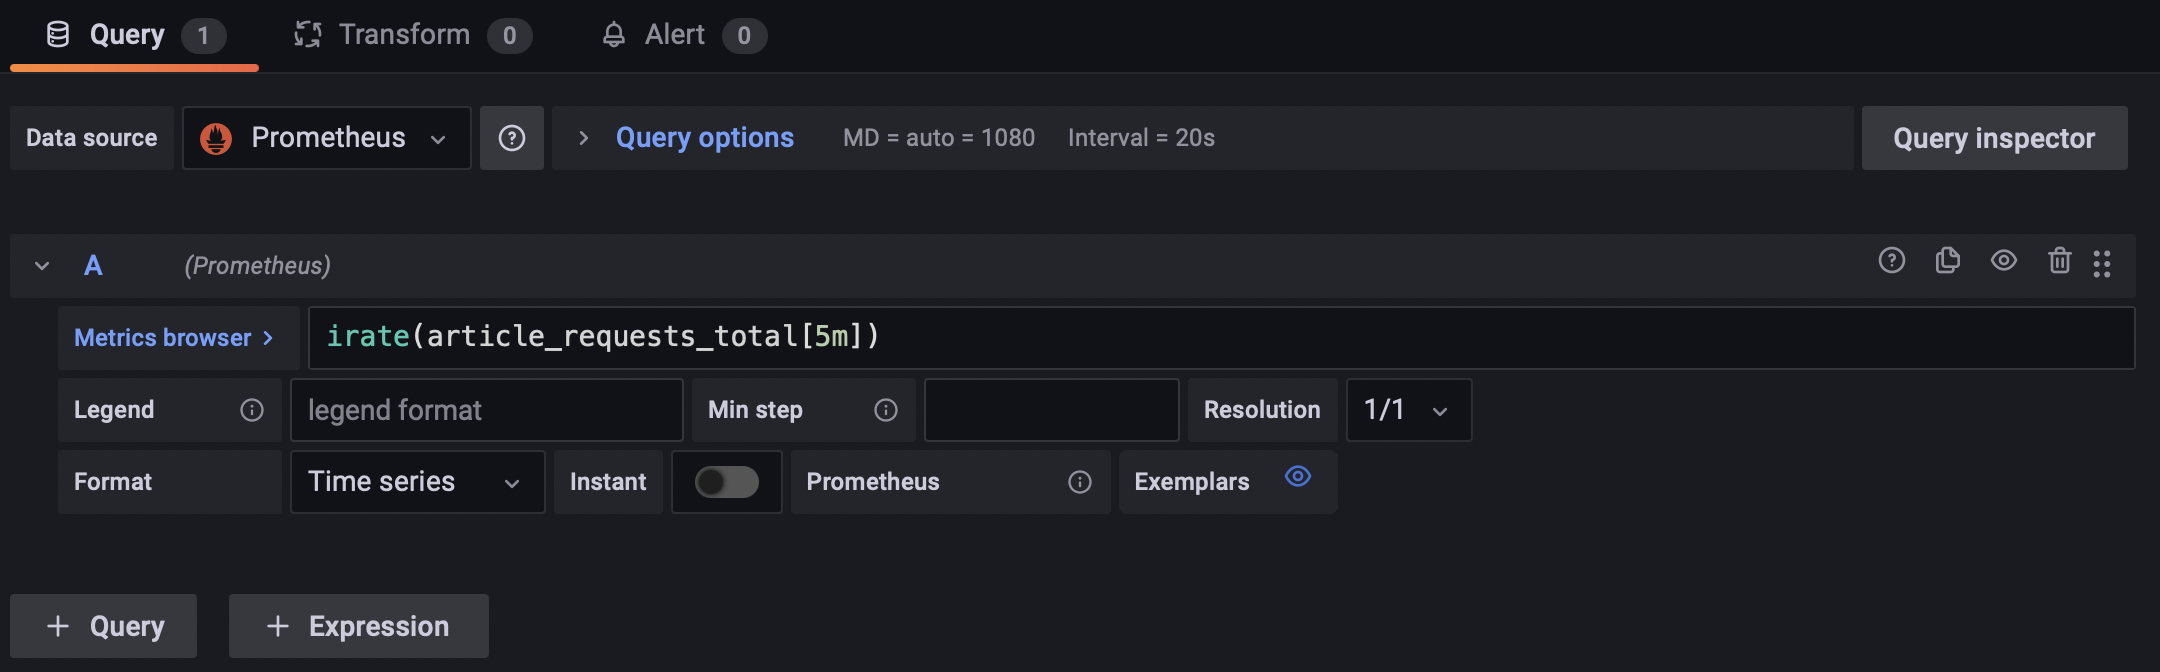 Query 1 Transform 0 Alert 0
Data source Prometheus Query options MD = auto = 1080 Interval = 20s Query inspector
A (Prometheus)
Metrics browser > irate(article_requests_total[5m])
Legend legend format Min step Resolution 1/1
Format Time series Instant Prometheus Exemplars
+ Query + Expression